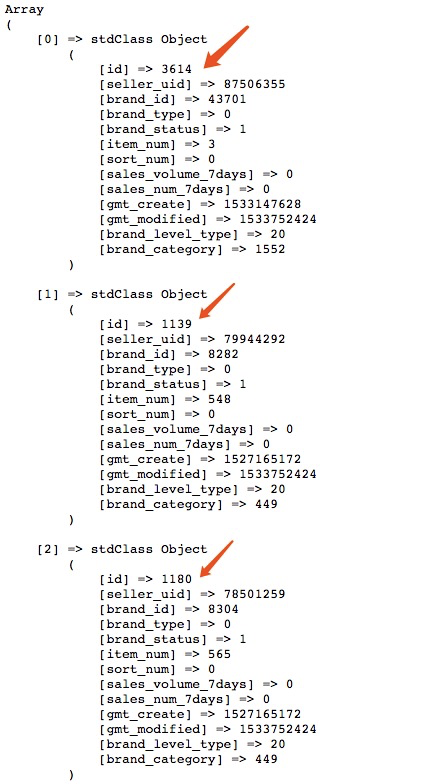 Array
(
[0] => stdClass Object
(
[id] => 3614
[seller_uid] => 87506355
[brand_id] => 43701
[brand_type] => 0
[brand_status] => 1
[item_num] => 3
[sort_num] => 0
[sales_volume_7days] => 0
[sales_num_7days] => 0
[gmt_create] => 1533147628
[gmt_modified] => 1533752424
[brand_level_type] => 20
[brand_category] => 1552
)
[1] => stdClass Object
(
[id] => 1139
[seller_uid] => 79944292
[brand_id] => 8282
[brand_type] => 0
[brand_status] => 1
[item_num] => 548
[sort_num] => 0
[sales_volume_7days] => 0
[sales_num_7days] => 0
[gmt_create] => 1527165172
[gmt_modified] => 1533752424
[brand_level_type] => 20
[brand_category] => 449
)
[2] => stdClass Object
(
[id] => 1180
[seller_uid] => 78501259
[brand_id] => 8304
[brand_type] => 0
[brand_status] => 1
[item_num] => 565
[sort_num] => 0
[sales_volume_7days] => 0
[sales_num_7days] => 0
[gmt_create] => 1527165172
[gmt_modified] => 1533752424
[brand_level_type] => 20
[brand_category] => 449
)